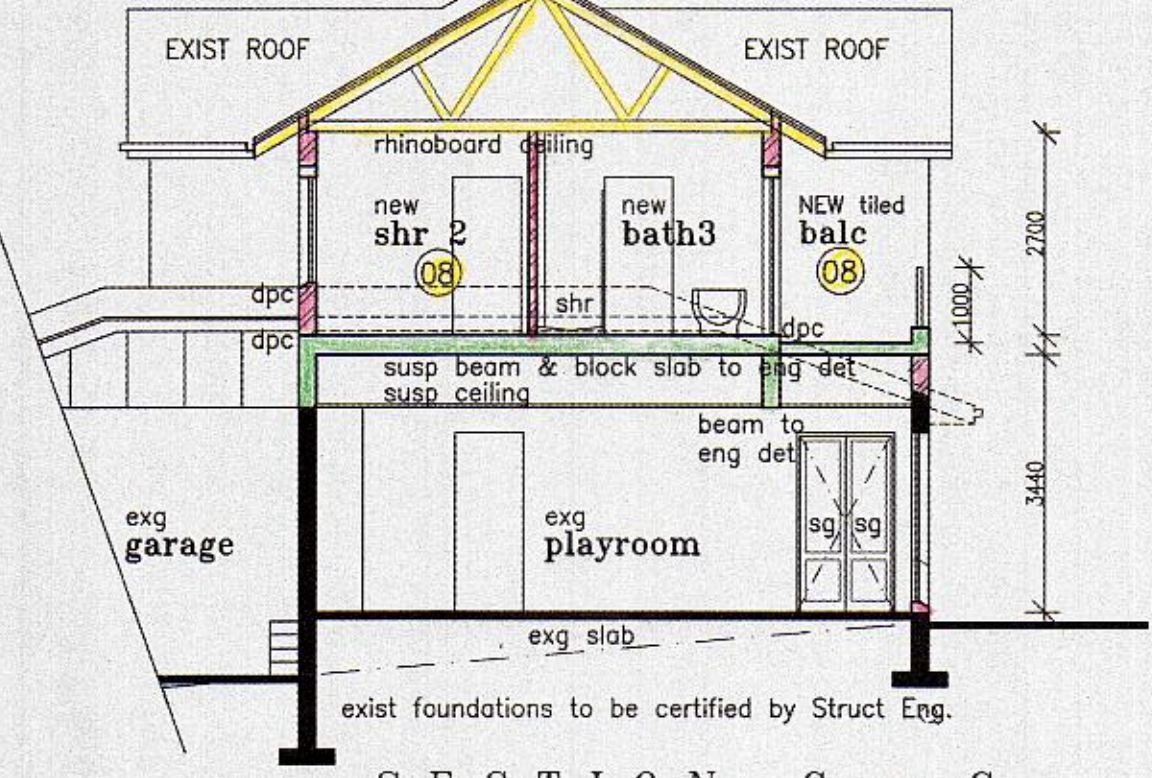 EXIST ROOF
EXIST ROOF
rhinoboard ceiling
new
shr 2
08
new
bath3
NEW tiled
balc
08
2700
1000
dpc
shr
dpc
dpc
susp beam & block slab to eng det
susp ceiling
beam to
eng det
3440
exg
garage
exg
playroom
sg
sg
exg slab
exist foundations to be certified by Struct Eng.